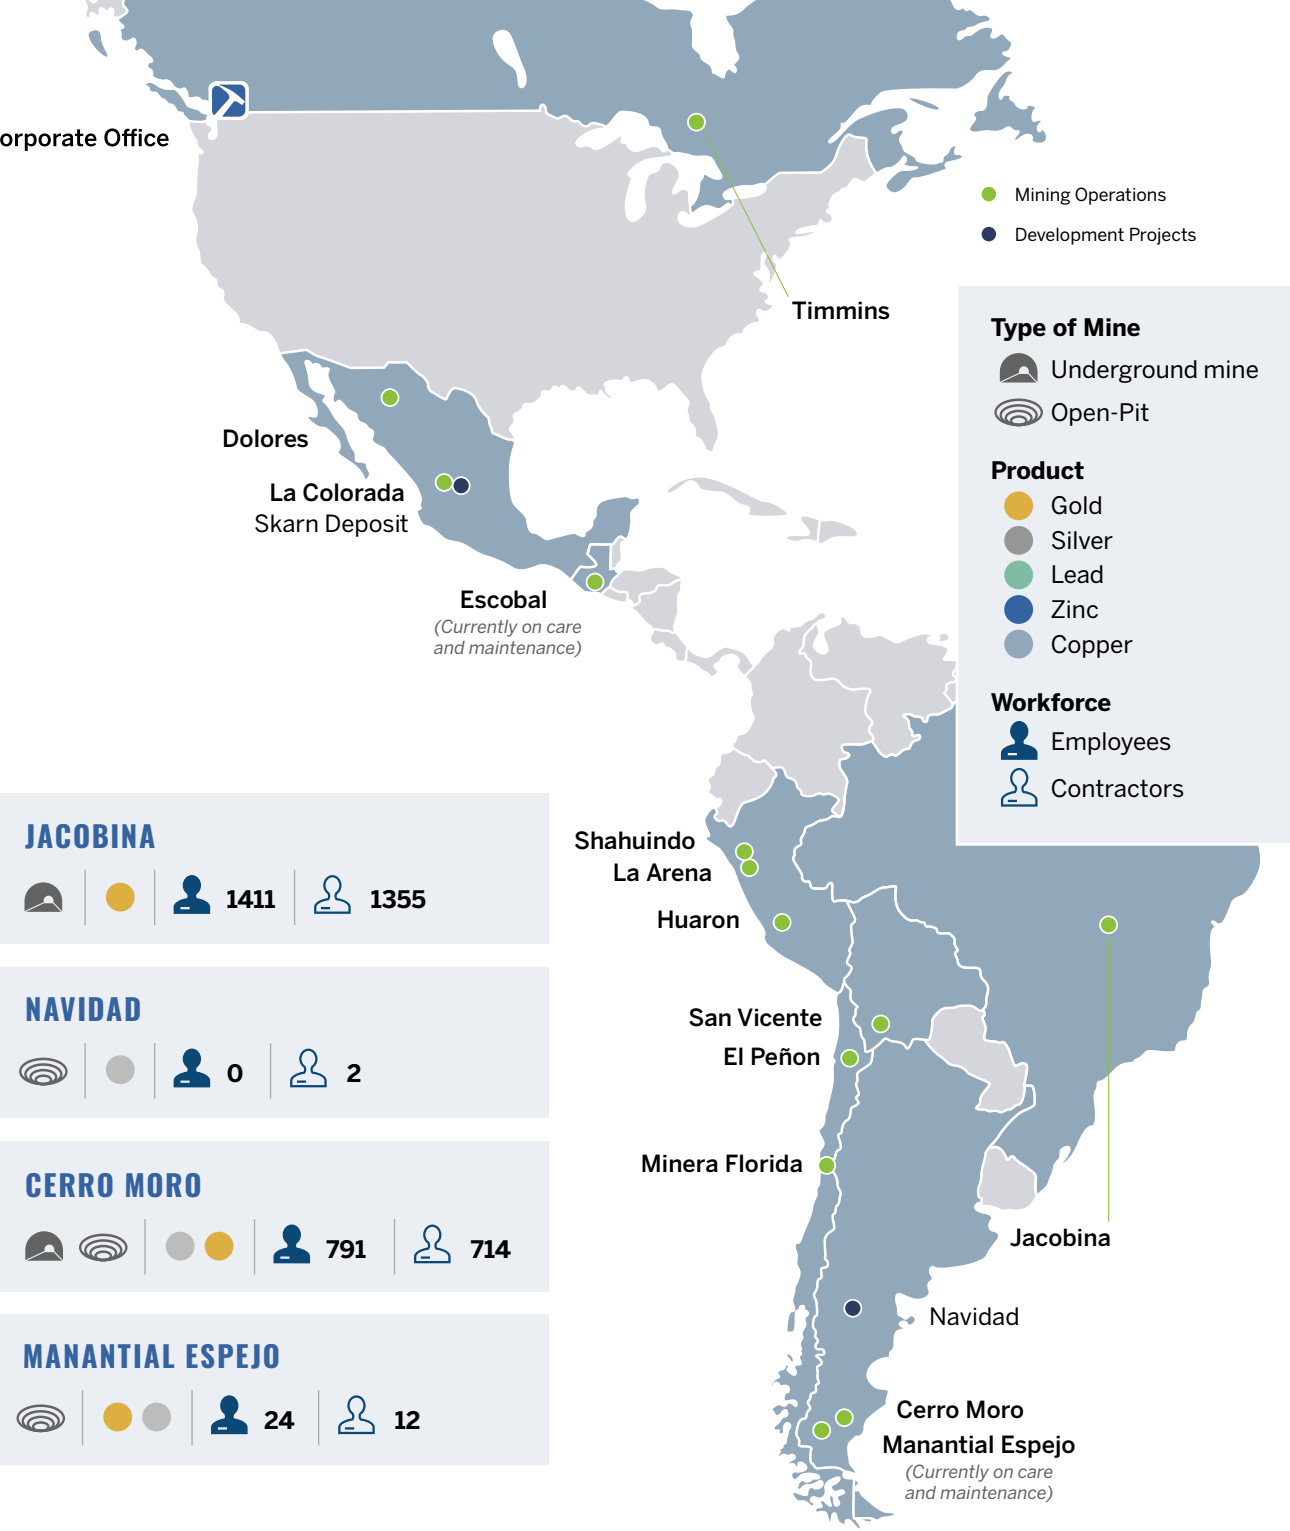 orporate Office
Mining Operations
Development Projects
Timmins
Type of Mine
Underground mine
Open-Pit
Product
Gold
Silver
Lead
Zinc
Copper
Workforce
Employees
Contractors
Dolores
La Colorada
Skarn Deposit
Escobal
(Currently on care
and maintenance)
JACOBINA
1411 1355
NAVIDAD
0 2
CERRO MORO
791 714
MANANTIAL ESPEJO
24 12
Shahuindo
La Arena
Huaron
San Vicente
El Peñon
Minera Florida
Jacobina
Navidad
Cerro Moro
Manantial Espejo
(Currently on care
and maintenance)